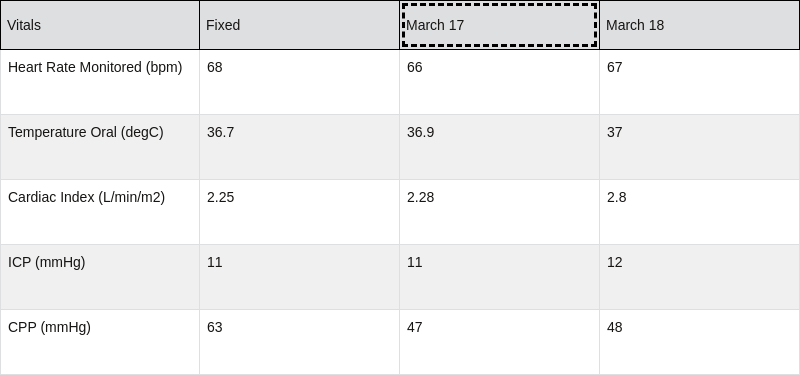 Vitals Fixed March 17 March 18
Heart Rate Monitored (bpm) 68 66 67
Temperature Oral (degC) 36.7 36.9 37
Cardiac Index (L/min/m2) 2.25 2.28 2.8
ICP (mmHg) 11 11 12
CPP (mmHg) 63 47 48